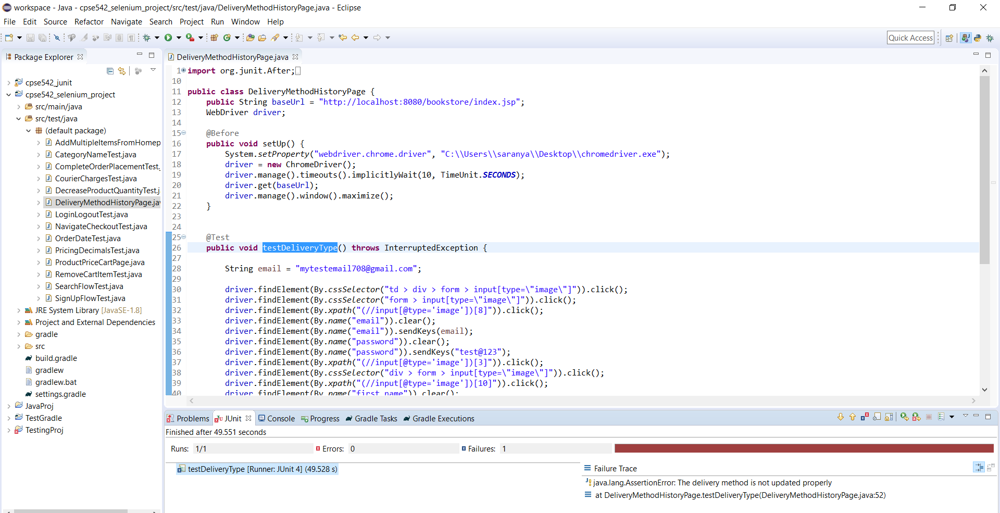 workspace - Java - cpse542_selenium_project/src/test/java/DeliveryMethodHistoryPage.java - Eclipse
File Edit Source Refactor Navigate Search Project Run Window Help
Quick Access
Package Explorer
cpse542_junit
cpse542_selenium_project
src/main/java
src/test/java
(default package)
AddMultipleItemsFromHomep
CategoryNameTest.java
CompleteOrderPlacementTest.
CourierChargesTest.java
DecreaseProductQuantityTest.j
DeliveryMethodHistoryPage.jav
LoginLogoutTest.java
NavigateCheckoutTest.java
OrderDateTest.java
PricingDecimalsTest.java
ProductPriceCartPage.java
RemoveCartItemTest.java
SearchFlowTest.java
SignUpFlowTest.java
JRE System Library [JavaSE-1.8]
Project and External Dependencies
gradle
src
build.gradle
gradlew
gradlew.bat
settings.gradle
JavaProj
TestGradle
TestingProj
DeliveryMethodHistoryPage.java
1 import org.junit.After;
10
11 public class DeliveryMethodHistoryPage {
12 public String baseUrl = "http://localhost:8080/bookstore/index.jsp";
13 WebDriver driver;
14
15 @Before
16 public void setUp() {
17 System.setProperty("webdriver.chrome.driver", "C:\\Users\\saranya\\Desktop\\chromedriver.exe");
18 driver = new ChromeDriver();
19 driver.manage().timeouts().implicitlyWait(10, TimeUnit.SECONDS);
20 driver.get(baseUrl);
21 driver.manage().window().maximize();
22 }
23
24
25 @Test
26 public void testDeliveryType() throws InterruptedException {
27
28 String email = "mytestemail708@gmail.com";
29
30 driver.findElement(By.cssSelector("td > div > form > input[type=\"image\"]")).click();
31 driver.findElement(By.cssSelector("form > input[type=\"image\"]")).click();
32 driver.findElement(By.xpath("(//input[@type='image'])[8]")).click();
33 driver.findElement(By.name("email")).clear();
34 driver.findElement(By.name("email")).sendKeys(email);
35 driver.findElement(By.name("password")).clear();
36 driver.findElement(By.name("password")).sendKeys("test@123");
37 driver.findElement(By.xpath("(//input[@type='image'])[3]")).click();
38 driver.findElement(By.cssSelector("div > form > input[type=\"image\"]")).click();
39 driver.findElement(By.xpath("(//input[@type='image'])[10]")).click();
40 driver.findElement(By.name("first_name")).clear();
Problems JUnit Console Progress Gradle Tasks Gradle Executions
Finished after 49.551 seconds
Runs: 1/1 Errors: 0 Failures: 1
testDeliveryType [Runner: JUnit 4] (49.528 s)
Failure Trace
java.lang.AssertionError: The delivery method is not updated properly
at DeliveryMethodHistoryPage.testDeliveryType(DeliveryMethodHistoryPage.java:52)